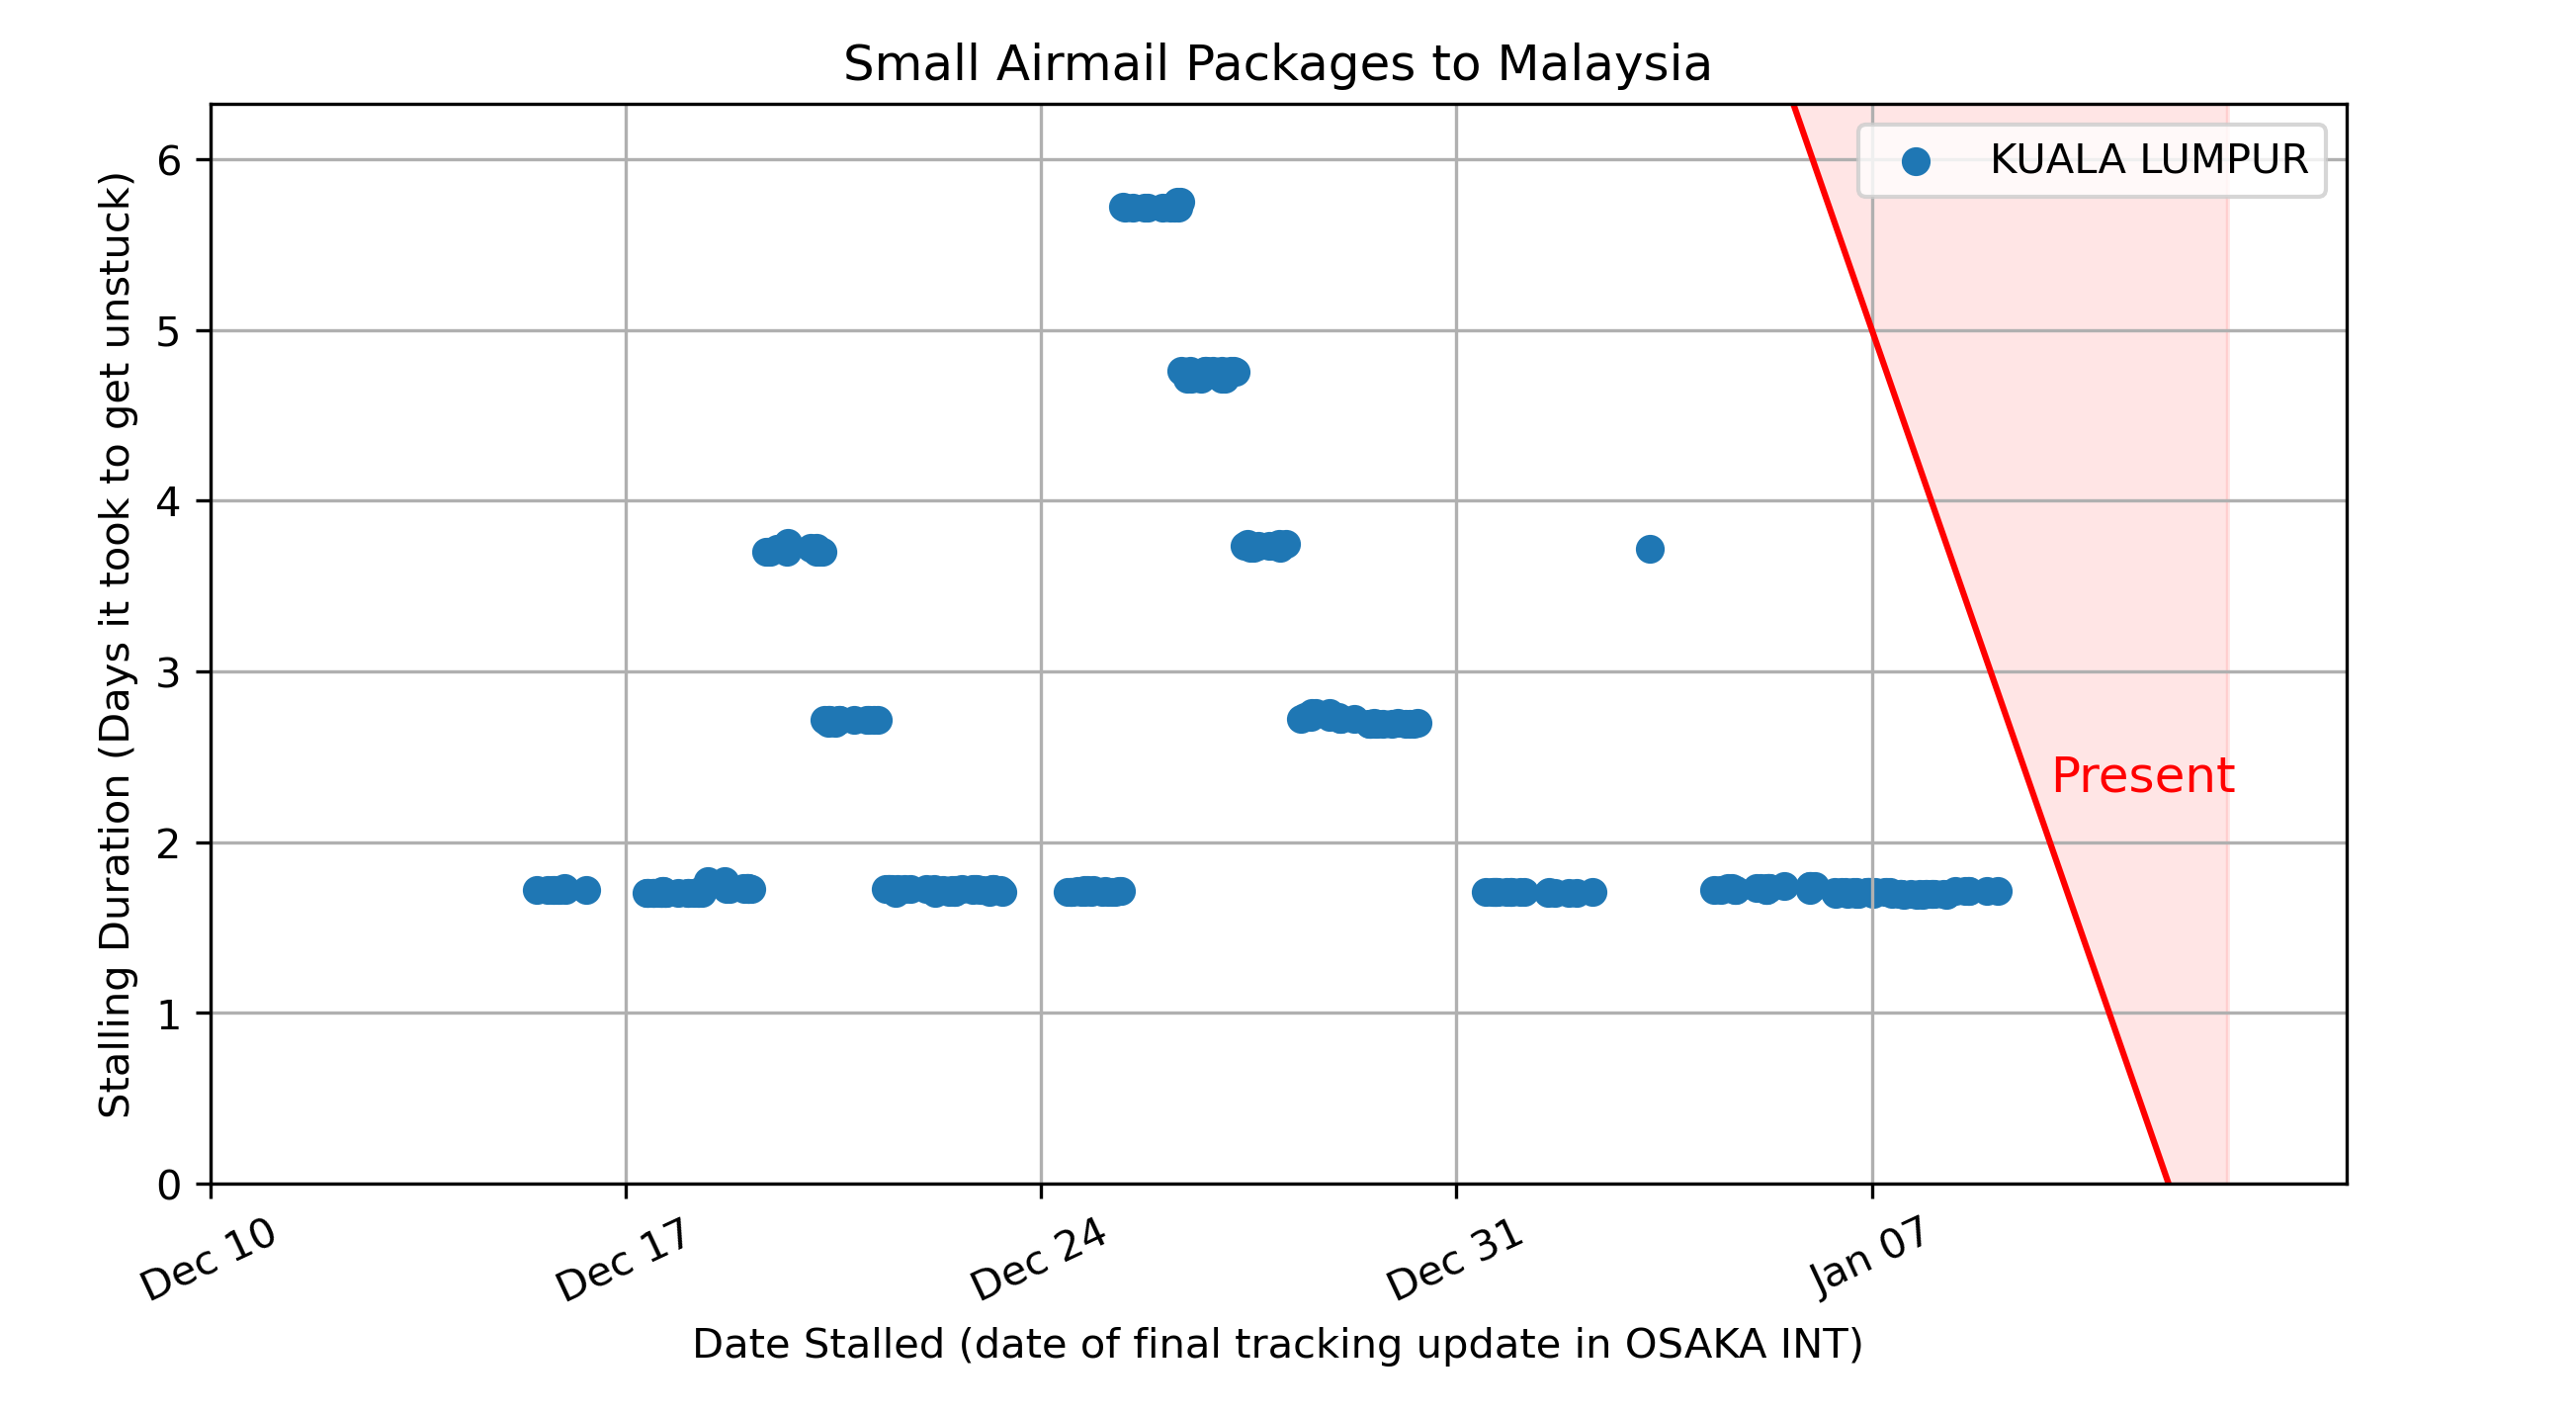 Small Airmail Packages to Malaysia
KUALA LUMPUR
Stalling Duration (Days it took to get unstuck)
6
5
4
3
2
1
0
Present
Dec 10
Dec 17
Dec 24
Dec 31
Jan 07
Date Stalled (date of final tracking update in OSAKA INT)